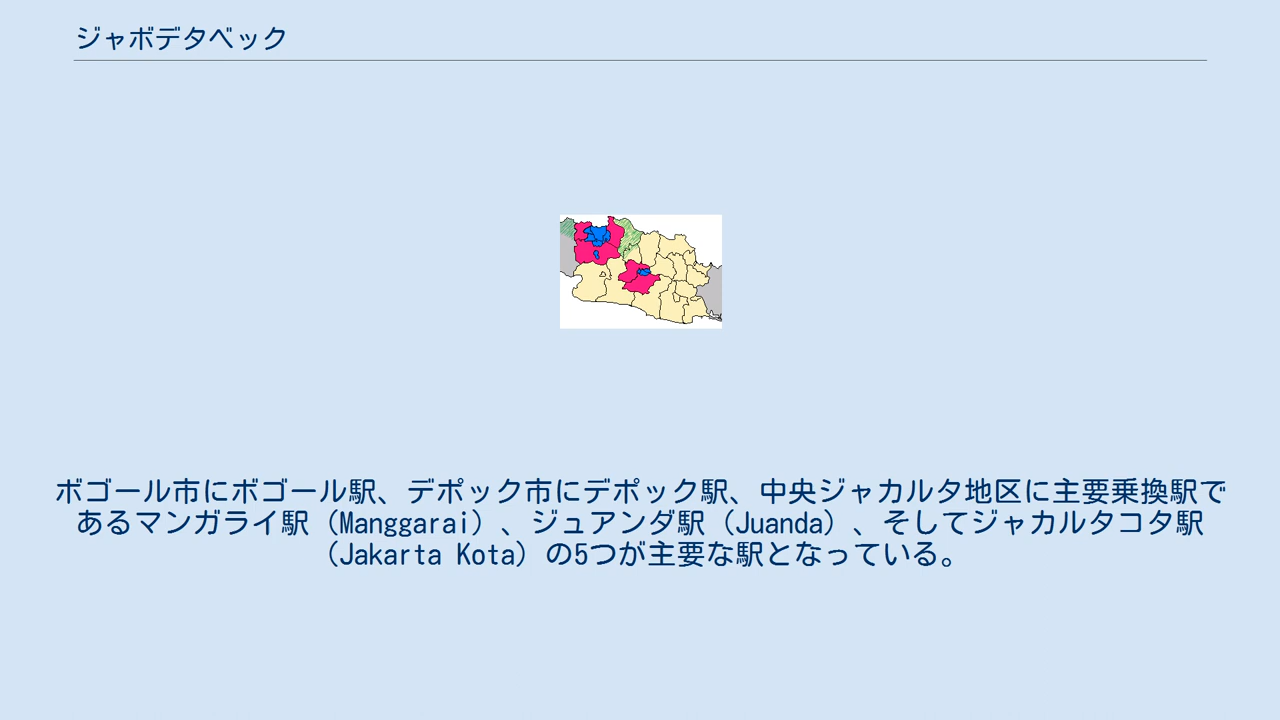 ジャボデタベック
ボゴール市にボゴール駅、デポック市にデポック駅、中央ジャカルタ地区に主要乗換駅で
あるマンガライ駅（Manggarai）、ジュアンダ駅（Juanda）、そしてジャカルタコタ駅
（Jakarta Kota）の5つが主要な駅となっている。